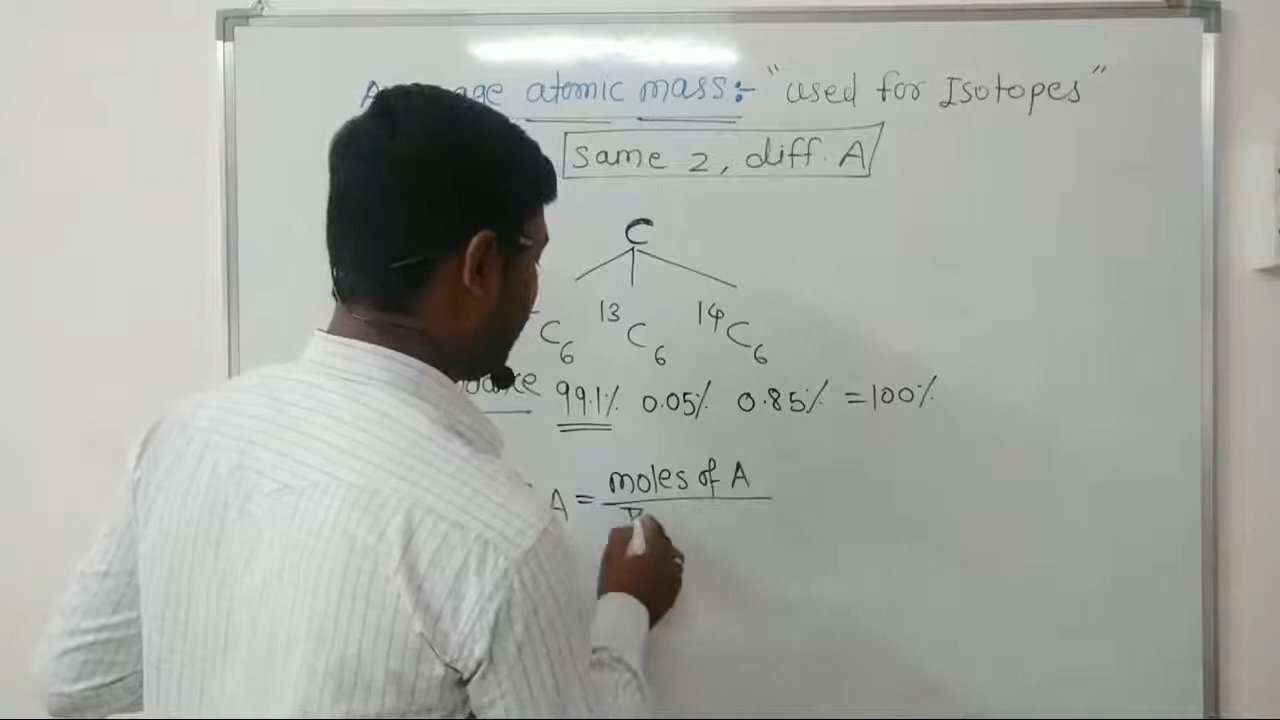 atomic mass:- "used for Isotopes"
same z, diff. A
C
C6 13C6 14C6
99.1% 0.05% 0.85% =100%
A = moles of A